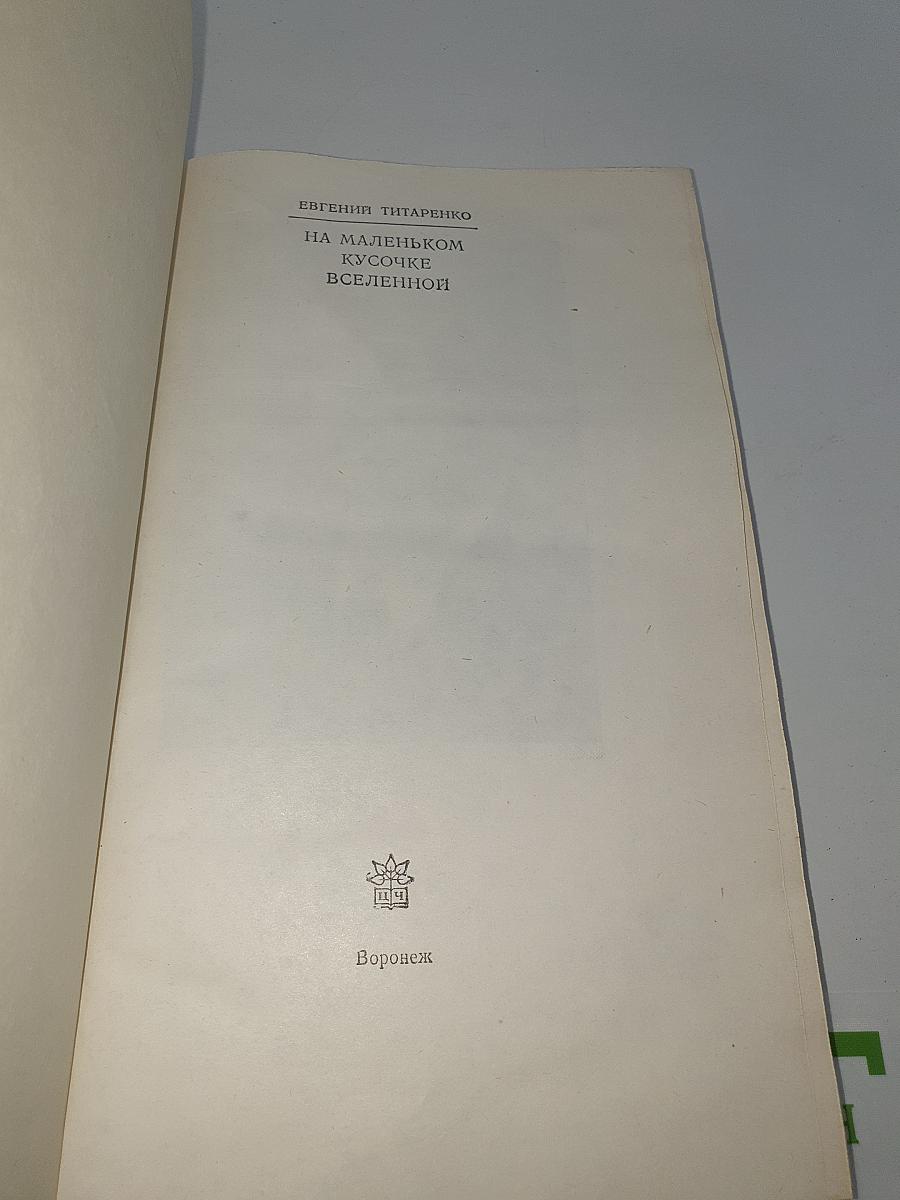 ЕВГЕНИЙ ТИТАРЕНКО
НА МАЛЕНЬКОМ
КУСОЧКЕ
ВСЕЛЕННОЙ
ЦЧ
Воронеж
Н